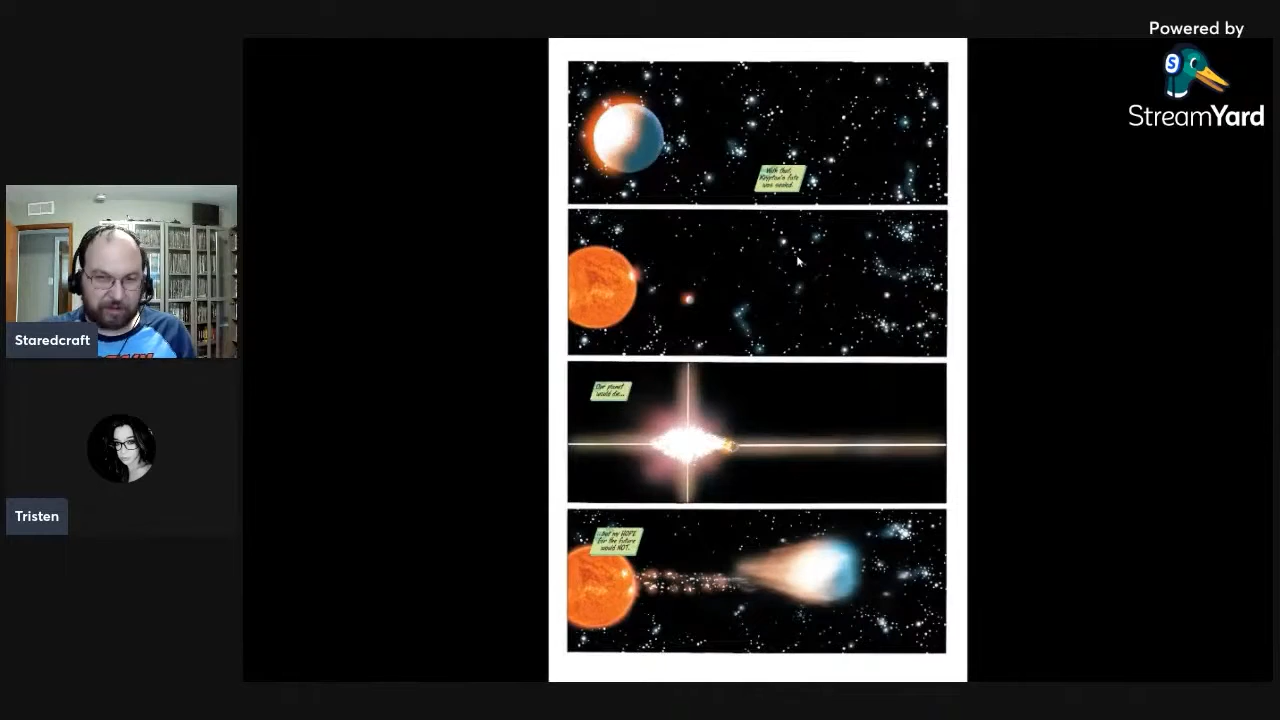 Powered by
StreamYard
With that,
Krypton's fate
was sealed.
Our planet
would die...
...but my HOPE
for the future
would NOT.
Staredcraft
Tristen